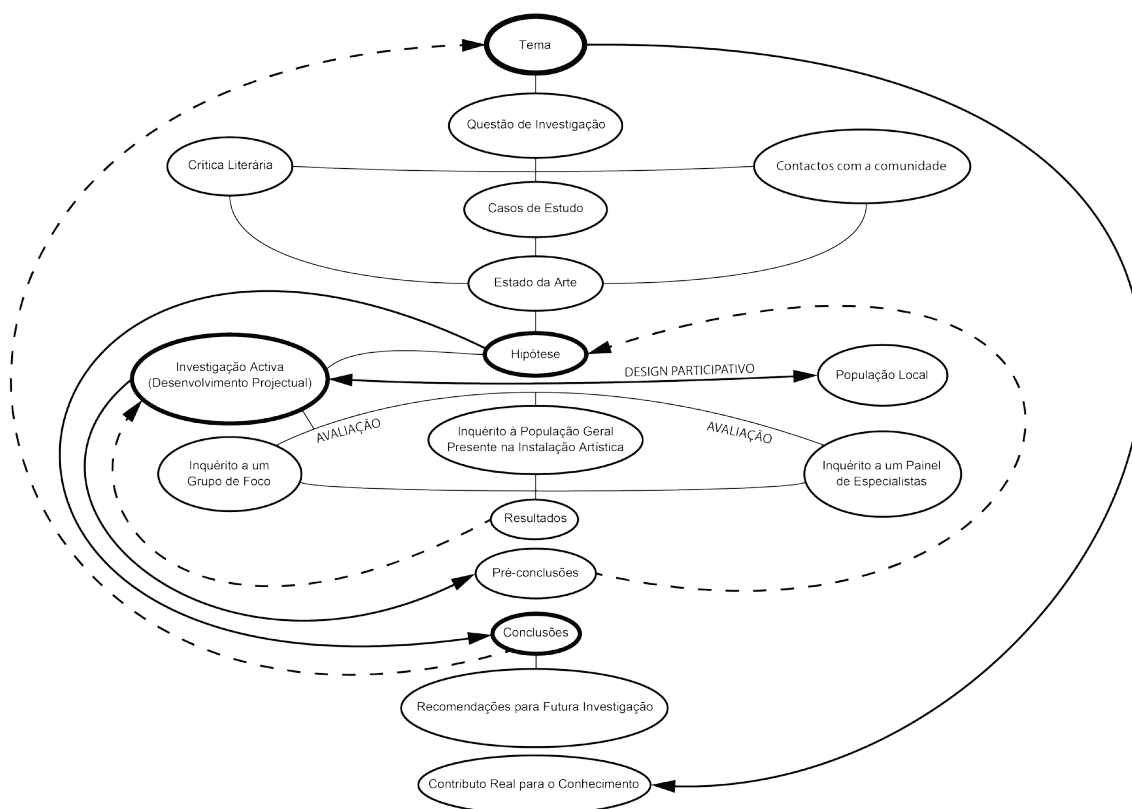 Tema
Questão de Investigação
Crítica Literária
Contactos com a comunidade
Casos de Estudo
Estado da Arte
Hipótese
Investigação Activa
(Desenvolvimento Projectual)
DESIGN PARTICIPATIVO
População Local
AVALIAÇÃO
Inquérito à População Geral
Presente na Instalação Artística
AVALIAÇÃO
Inquérito a um
Grupo de Foco
Inquérito a um Painel
de Especialistas
Resultados
Pré-conclusões
Conclusões
Recomendações para Futura Investigação
Contributo Real para o Conhecimento